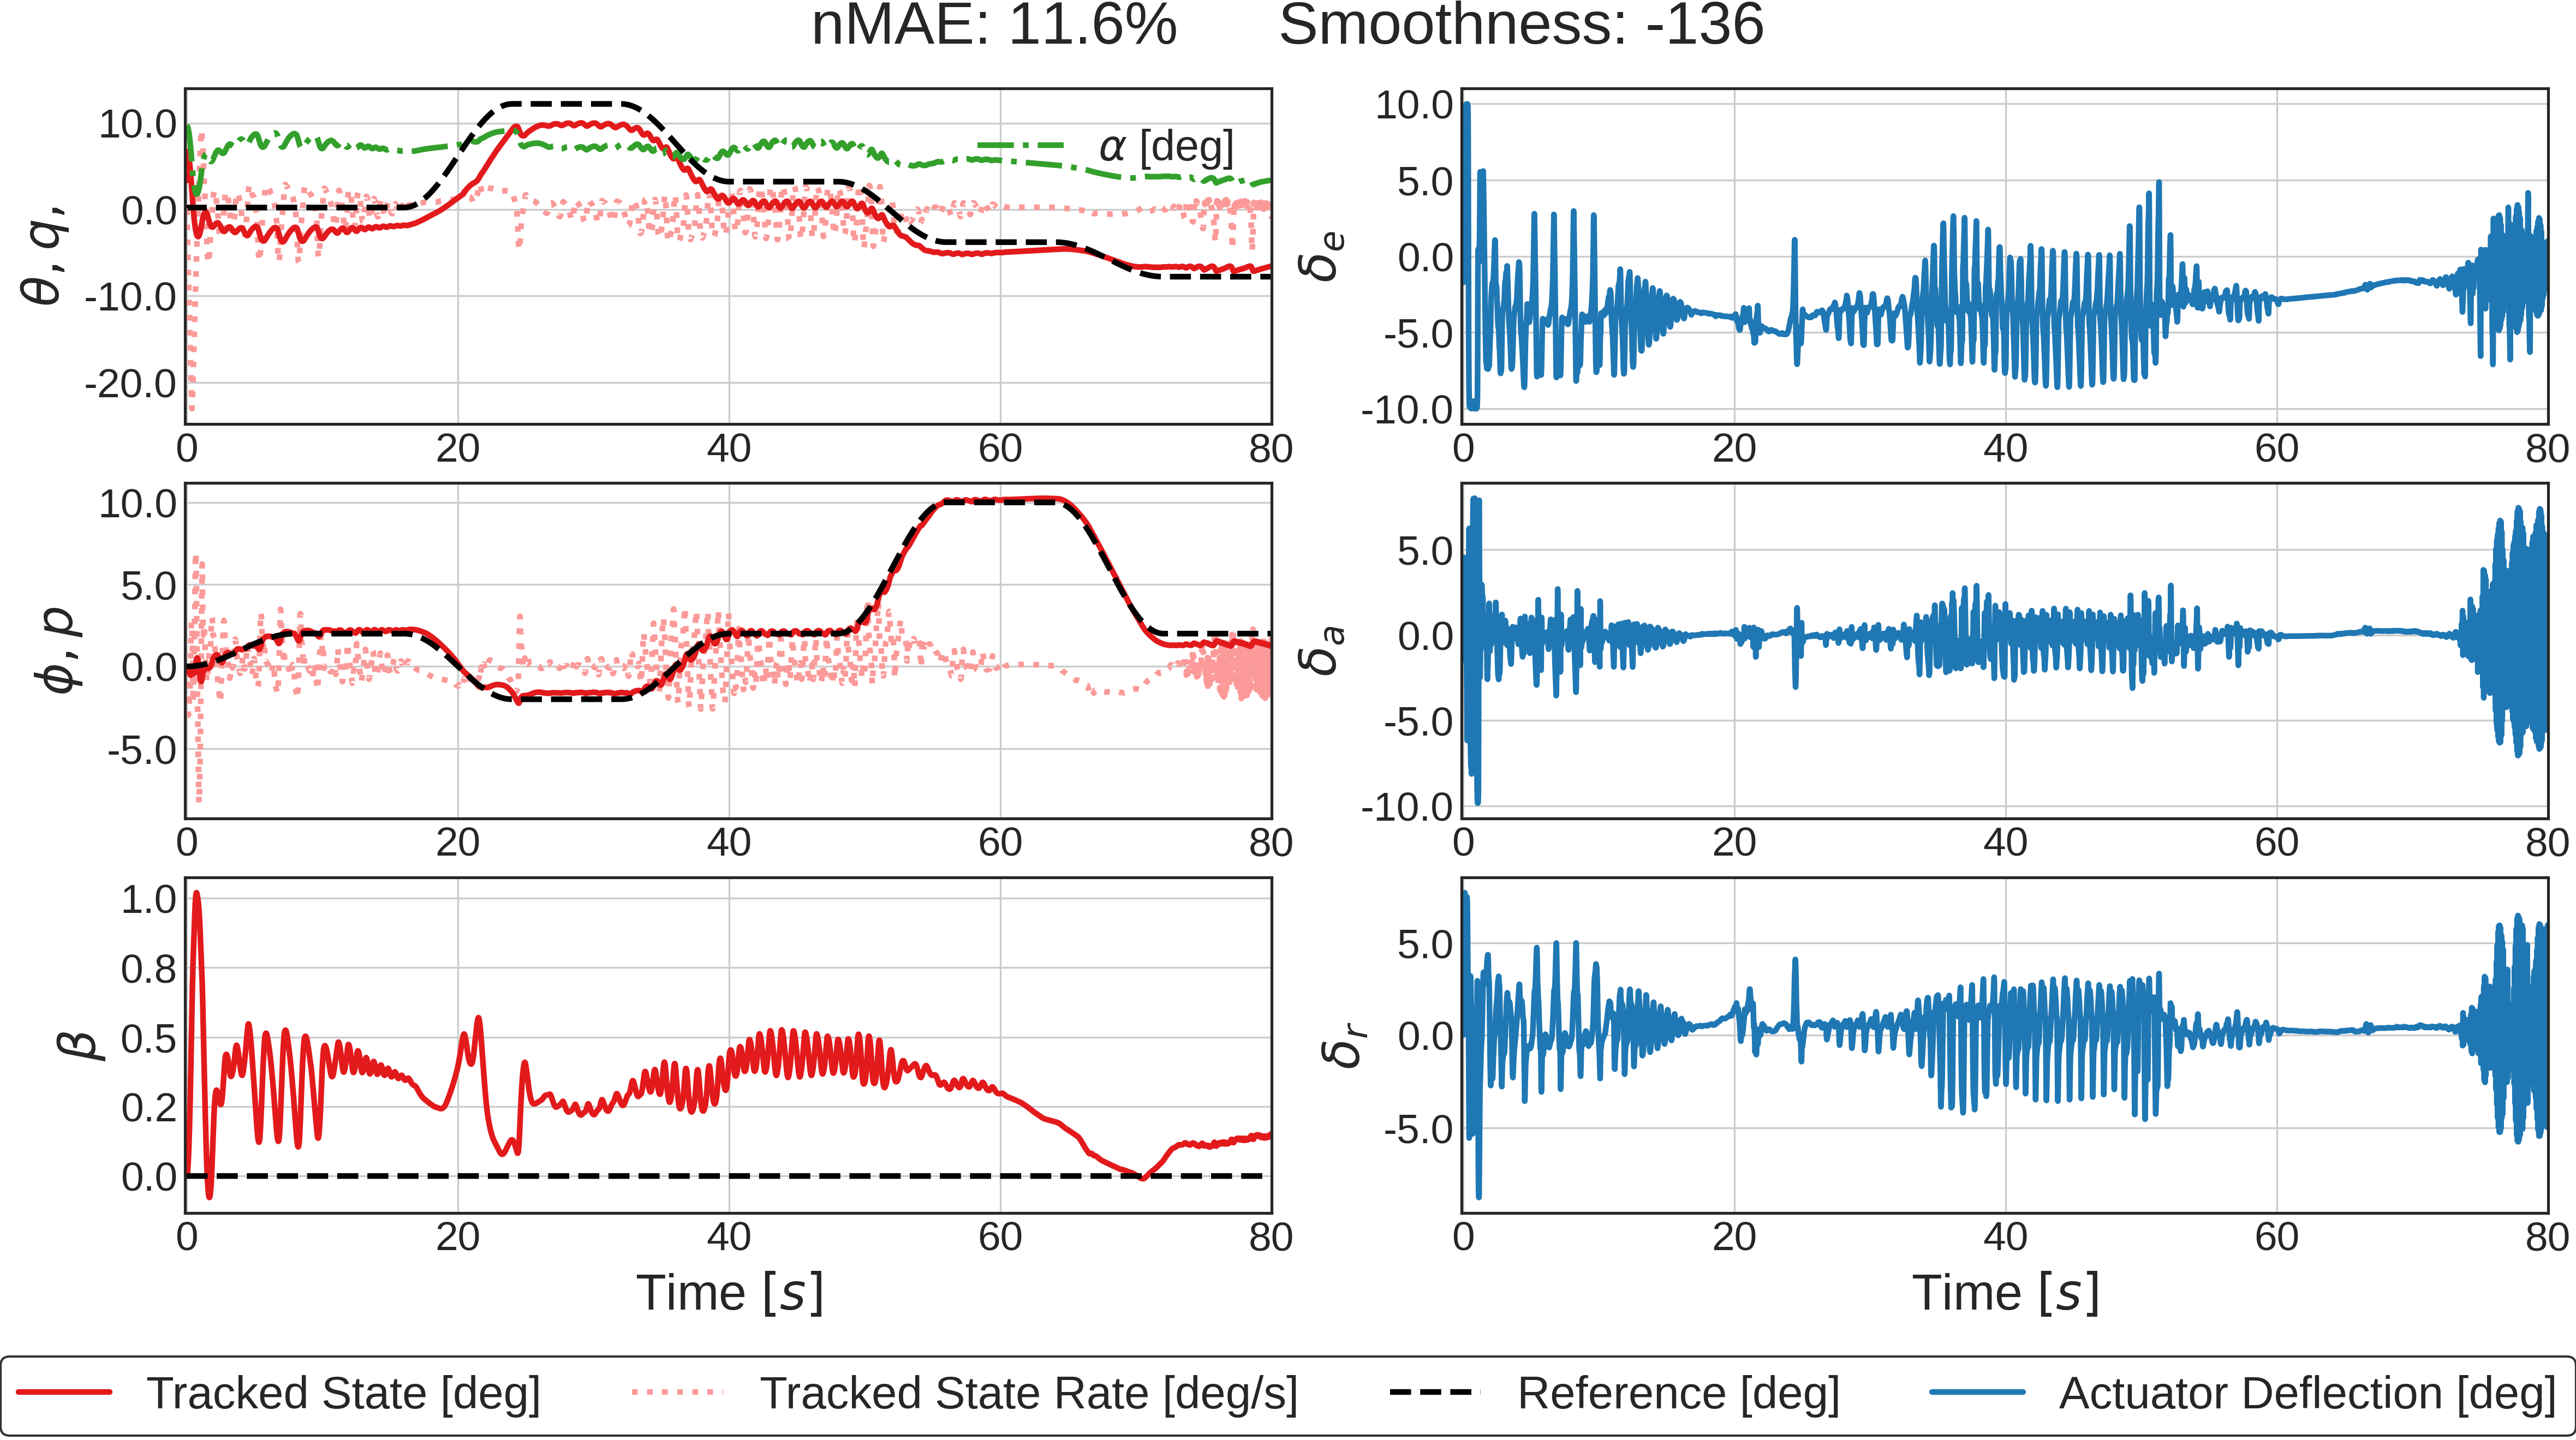 nMAE: 11.6% Smoothness: -136
θ, q,
10.0
0.0
-10.0
-20.0
α [deg]
0 20 40 60 80
δe
10.0
5.0
0.0
-5.0
-10.0
0 20 40 60 80
ϕ, p
10.0
5.0
0.0
-5.0
0 20 40 60 80
δa
5.0
0.0
-5.0
-10.0
0 20 40 60 80
β
1.0
0.8
0.5
0.2
0.0
0 20 40 60 80
Time [s]
δr
5.0
0.0
-5.0
0 20 40 60 80
Time [s]
Tracked State [deg] Tracked State Rate [deg/s] Reference [deg] Actuator Deflection [deg]